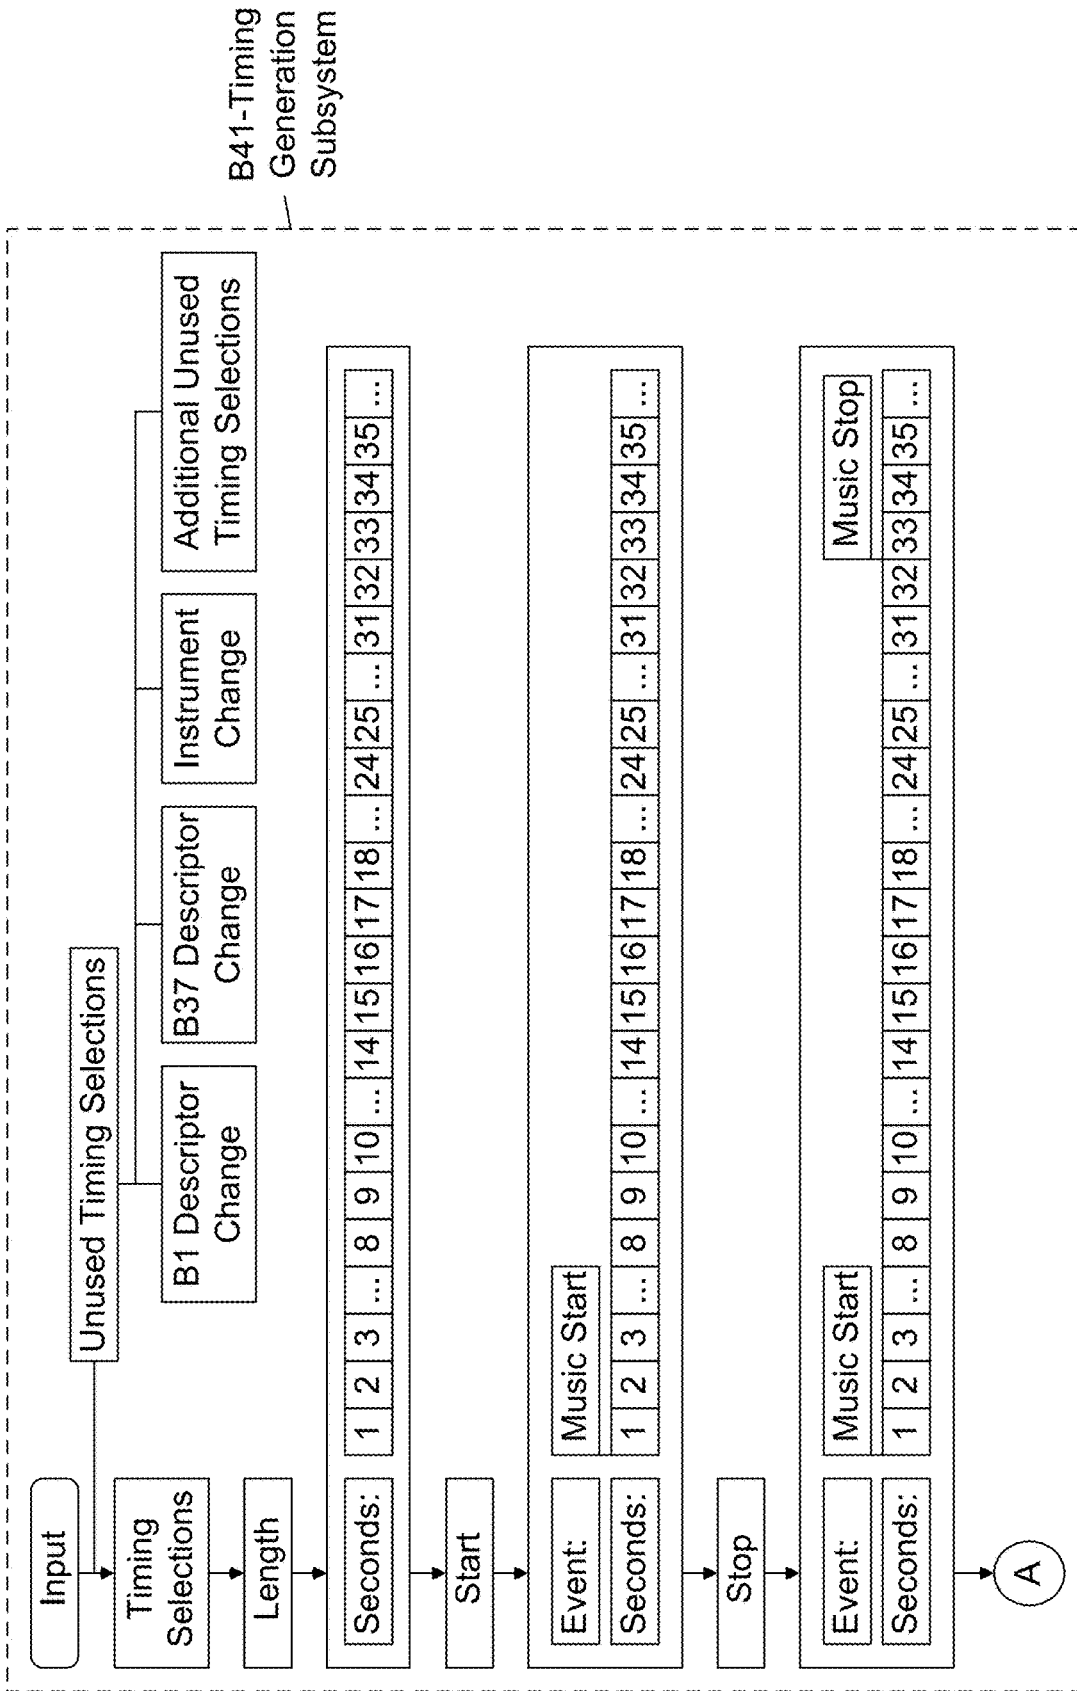 B41-Timing
Generation
Subsystem
Input
Unused Timing Selections
B1 Descriptor
Change
B37 Descriptor
Change
Instrument
Change
Additional Unused
Timing Selections
Timing
Selections
Length
Seconds: 1 2 3 ... 8 9 10 ... 14 15 16 17 18 ... 24 25 ... 31 32 33 34 35 ...
Start
Event: Music Start
Seconds: 1 2 3 ... 8 9 10 ... 14 15 16 17 18 ... 24 25 ... 31 32 33 34 35 ...
Stop
Event: Music Start Music Stop
Seconds: 1 2 3 ... 8 9 10 ... 14 15 16 17 18 ... 24 25 ... 31 32 33 34 35 ...
A